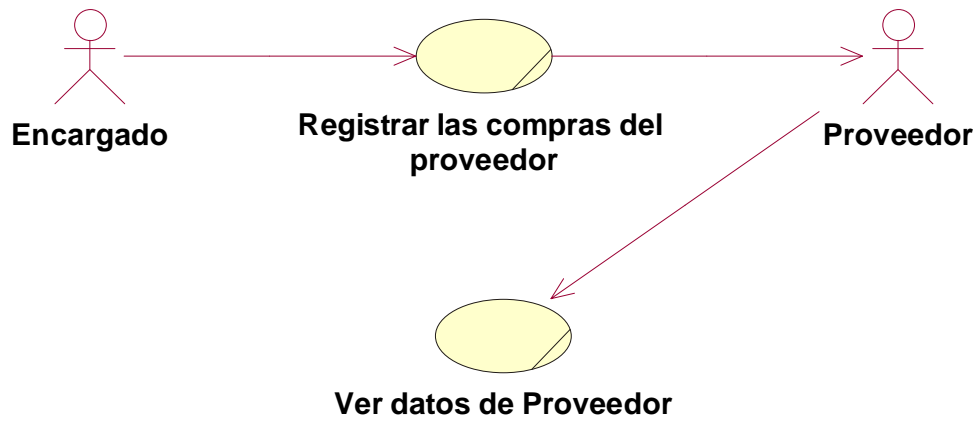 Encargado
Registrar las compras del
proveedor
Proveedor
Ver datos de Proveedor